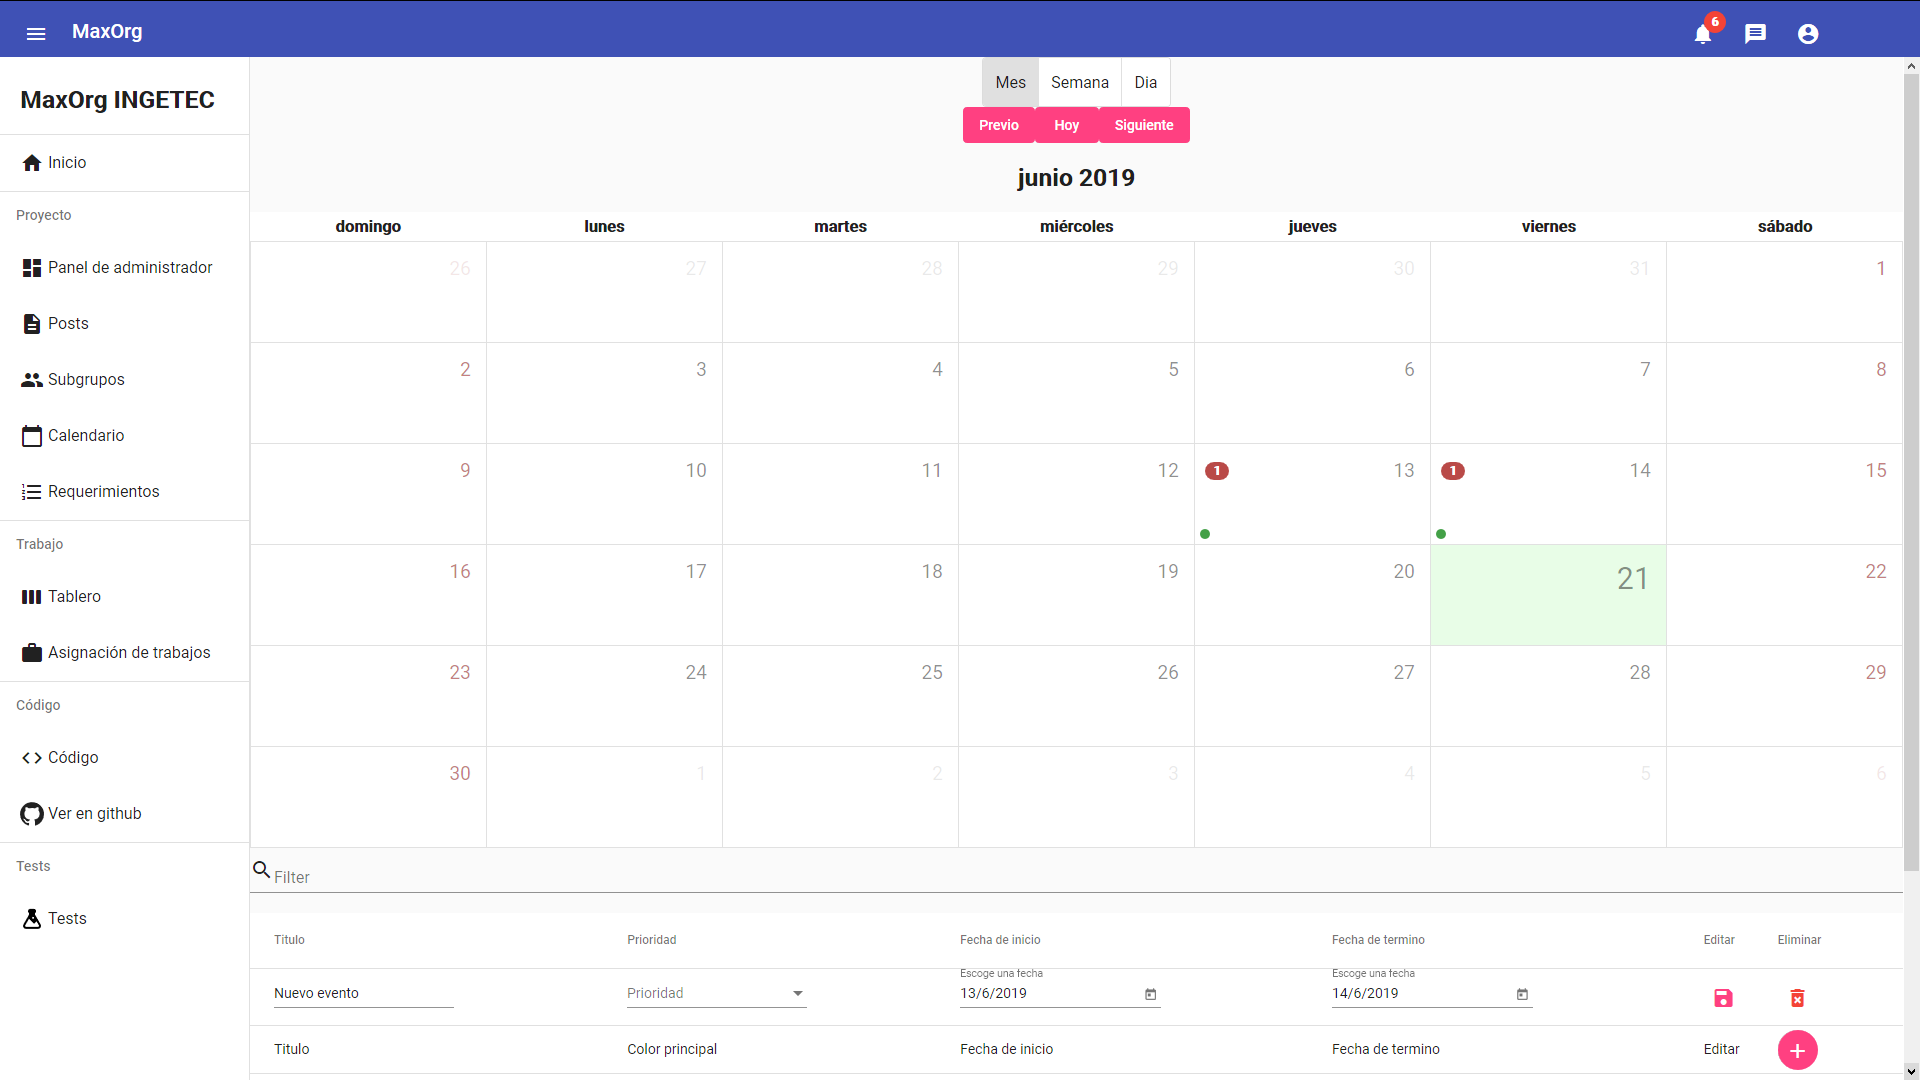 MaxOrg
6
MaxOrg INGETEC
Inicio
Proyecto
Panel de administrador
Posts
Subgrupos
Calendario
Requerimientos
Trabajo
Tablero
Asignación de trabajos
Código
Código
Ver en github
Tests
Tests
Mes Semana Dia
Previo Hoy Siguiente
junio 2019
domingo lunes martes miércoles jueves viernes sábado
26 27 28 29 30 31 1
2 3 4 5 6 7 8
9 10 11 12 1 13 1 14 15
16 17 18 19 20 21 22
23 24 25 26 27 28 29
30 1 2 3 4 5 6
Filter
Titulo Prioridad Fecha de inicio Fecha de termino Editar Eliminar
Escoge una fecha Escoge una fecha
Nuevo evento Prioridad 13/6/2019 14/6/2019
Titulo Color principal Fecha de inicio Fecha de termino Editar